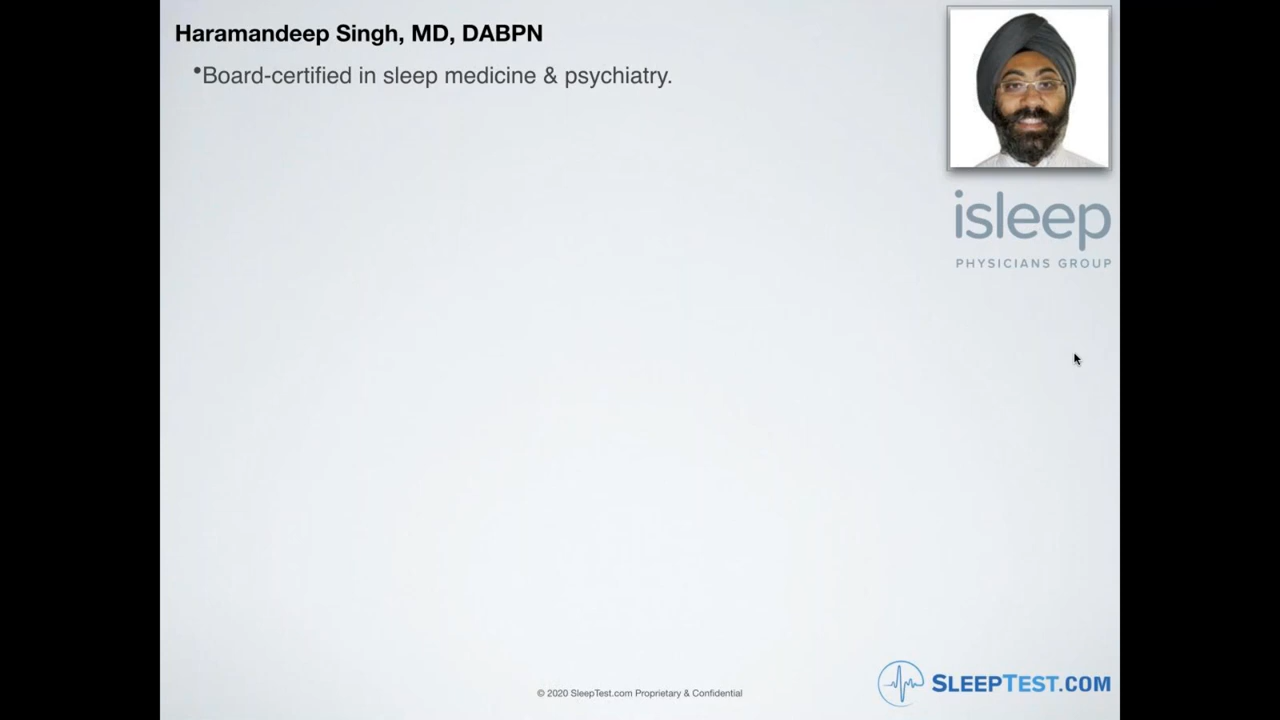 Haramandeep Singh, MD, DABPN
•Board-certified in sleep medicine & psychiatry.
isleep
PHYSICIANS GROUP
© 2020 SleepTest.com Proprietary & Confidential
SLEEPTEST.COM